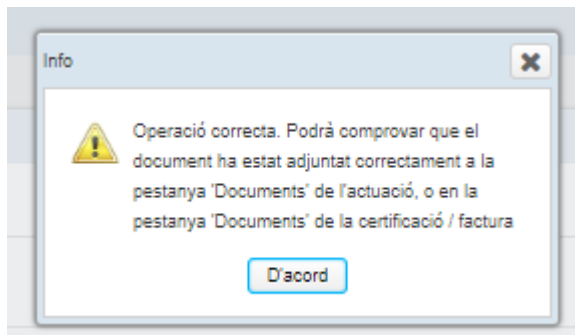 Info
Operació correcta. Podrà comprovar que el
document ha estat adjuntat correctament a la
pestanya 'Documents' de l'actuació, o en la
pestanya 'Documents' de la certificació / factura
D'acord